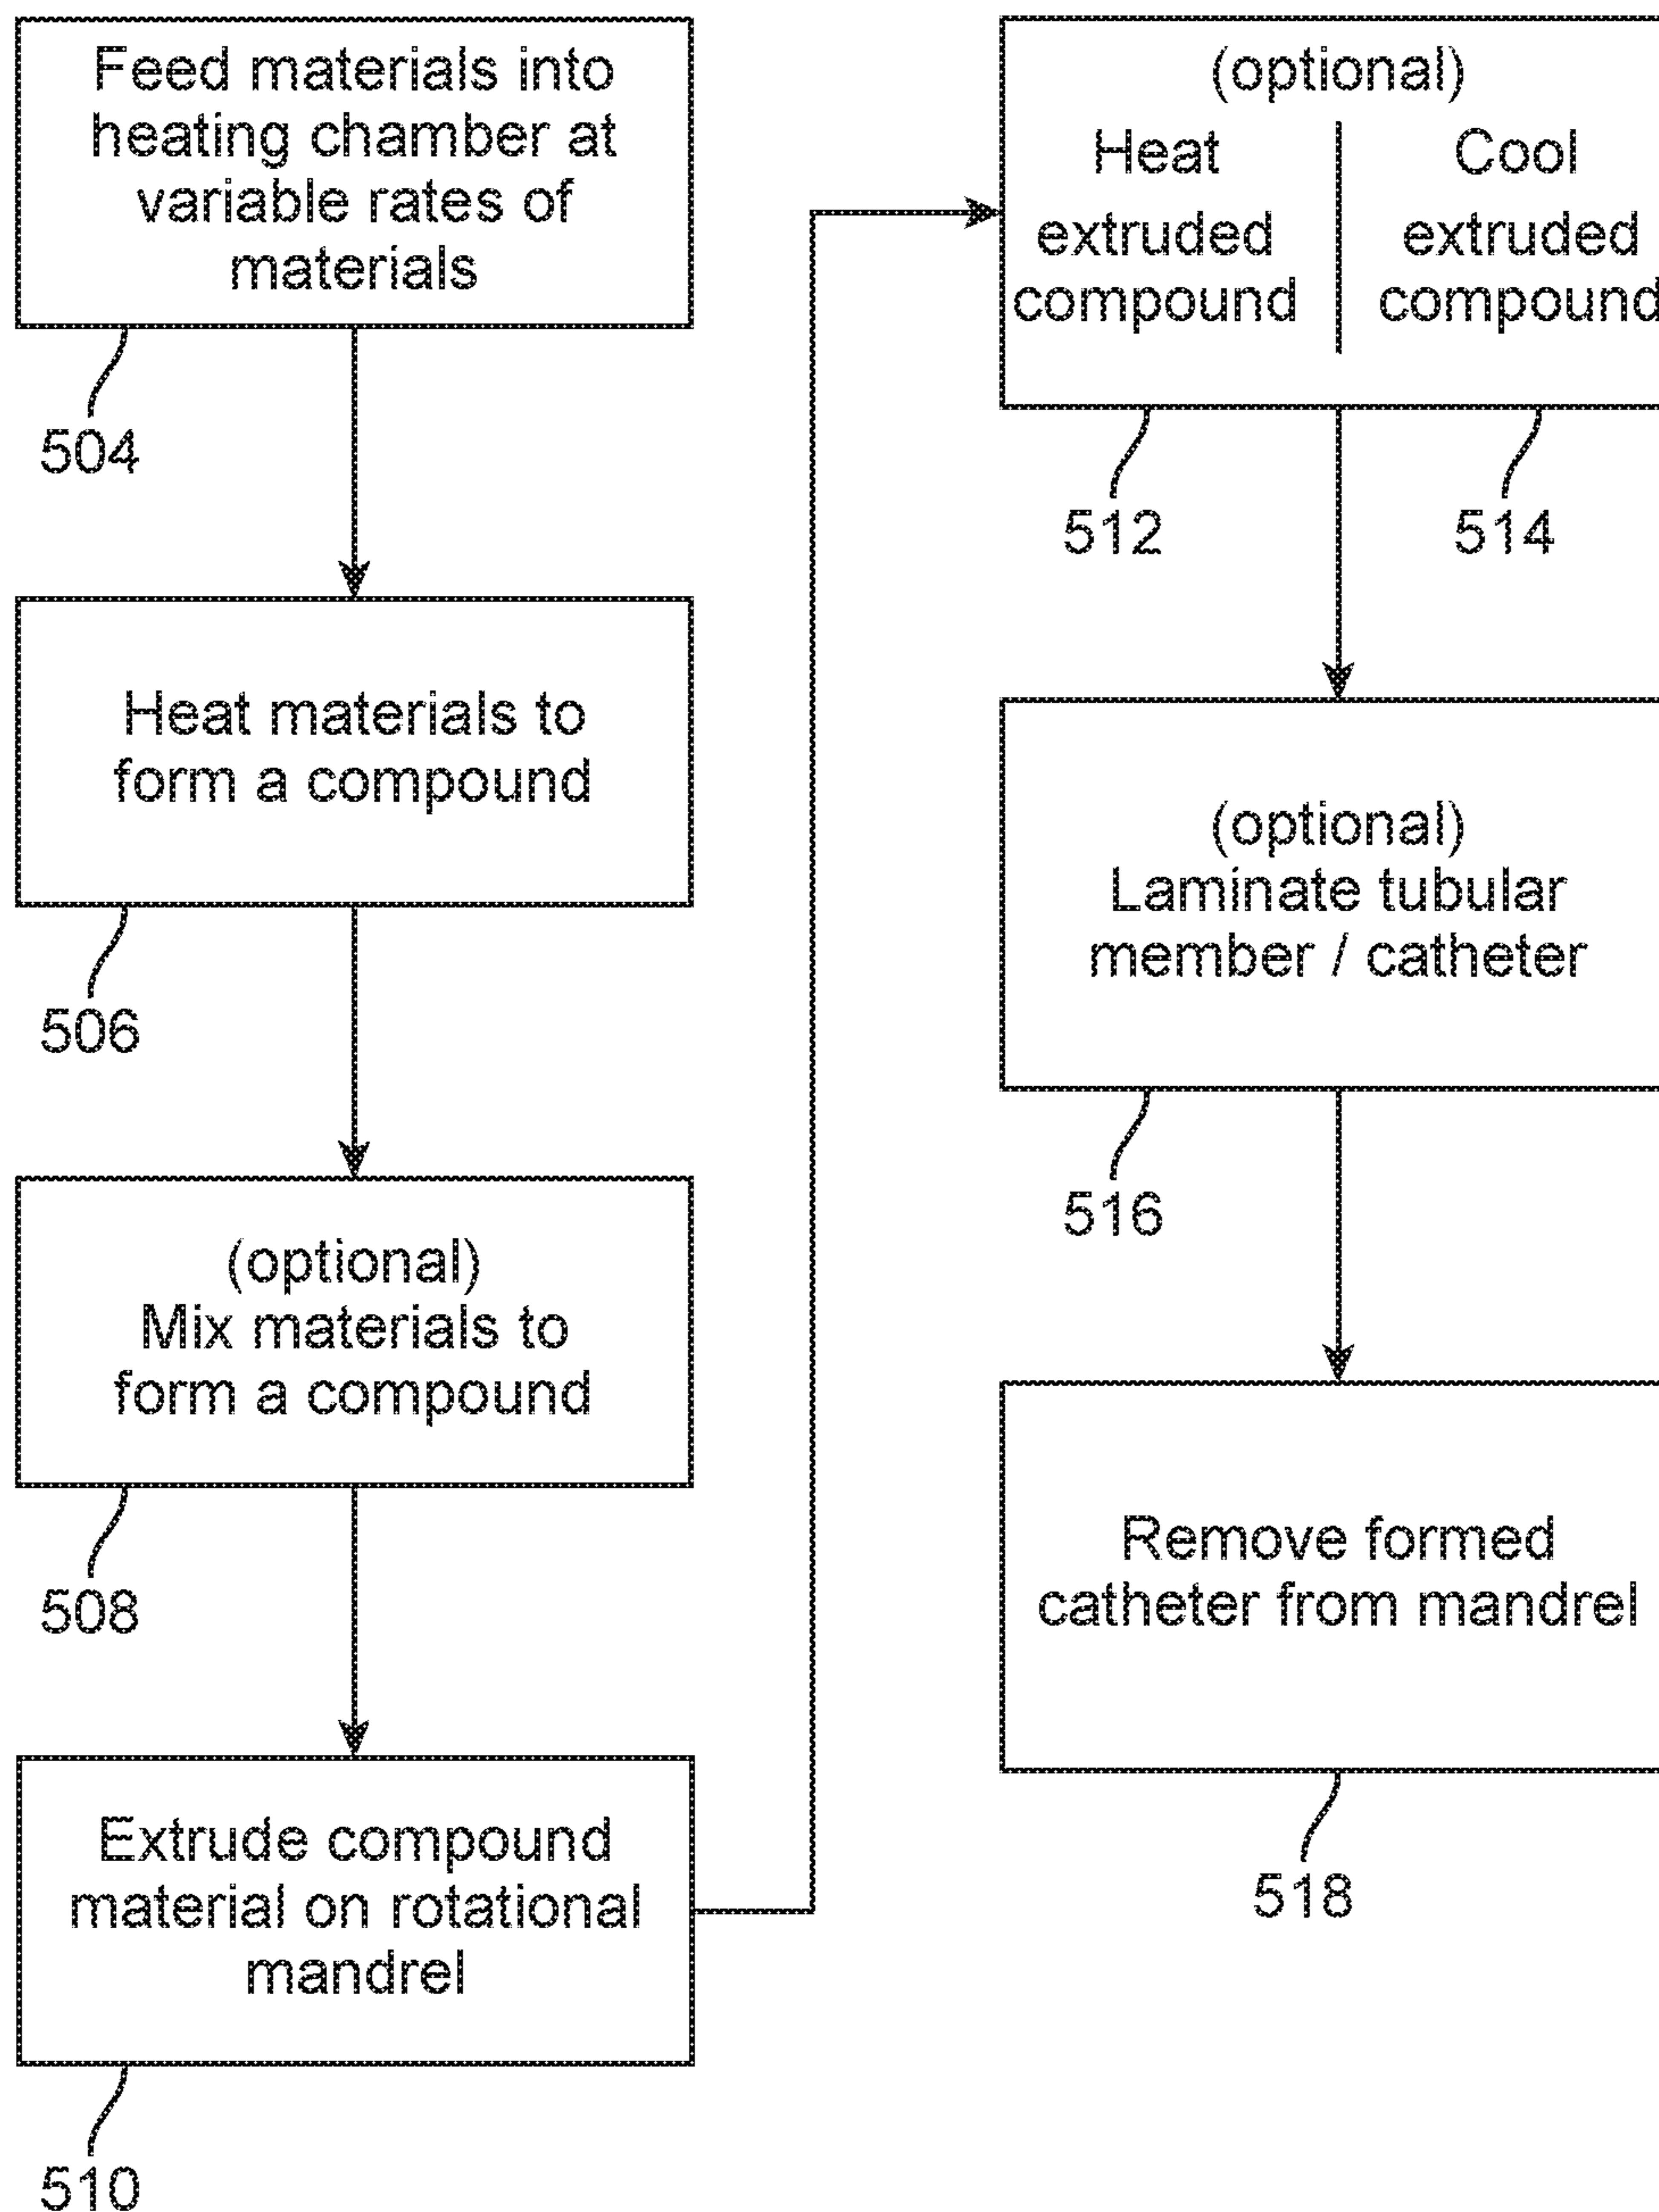 Feed materials into
heating chamber at
variable rates of
materials
504
Heat materials to
form a compound
506
(optional)
Mix materials to
form a compound
508
Extrude compound
material on rotational
mandrel
510
(optional)
Heat
extruded
compound
Cool
extruded
compound
512
514
(optional)
Laminate tubular
member / catheter
516
Remove formed
catheter from mandrel
518